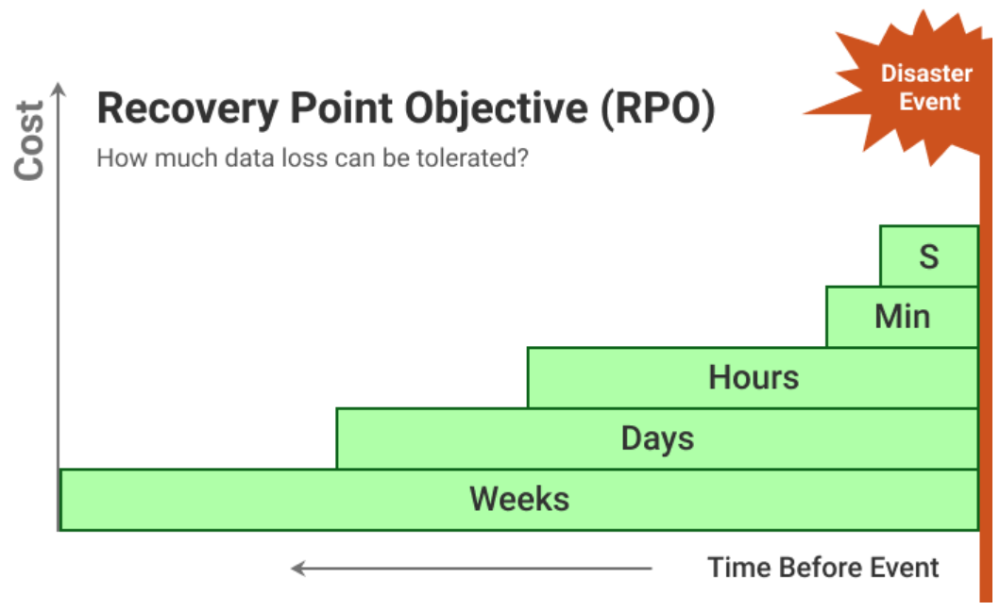 Disaster
Event
Cost
Recovery Point Objective (RPO)
How much data loss can be tolerated?
S
Min
Hours
Days
Weeks
Time Before Event